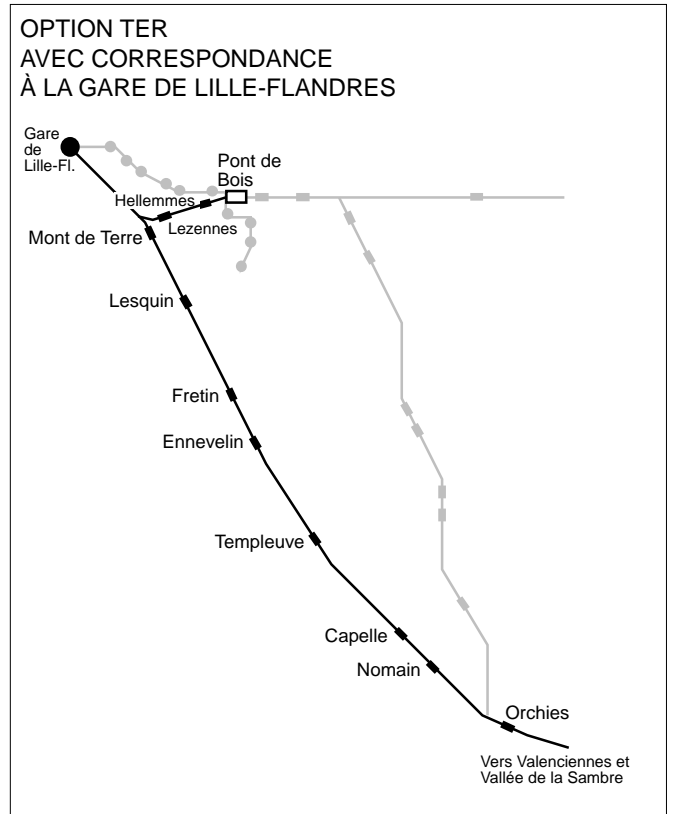 OPTION TER
AVEC CORRESPONDANCE
À LA GARE DE LILLE-FLANDRES
Gare
de
Lille-Fl.
Pont de
Bois
Hellemmes
Lezennes
Mont de Terre
Lesquin
Fretin
Ennevelin
Templeuve
Capelle
Nomain
Orchies
Vers Valenciennes et
Vallée de la Sambre